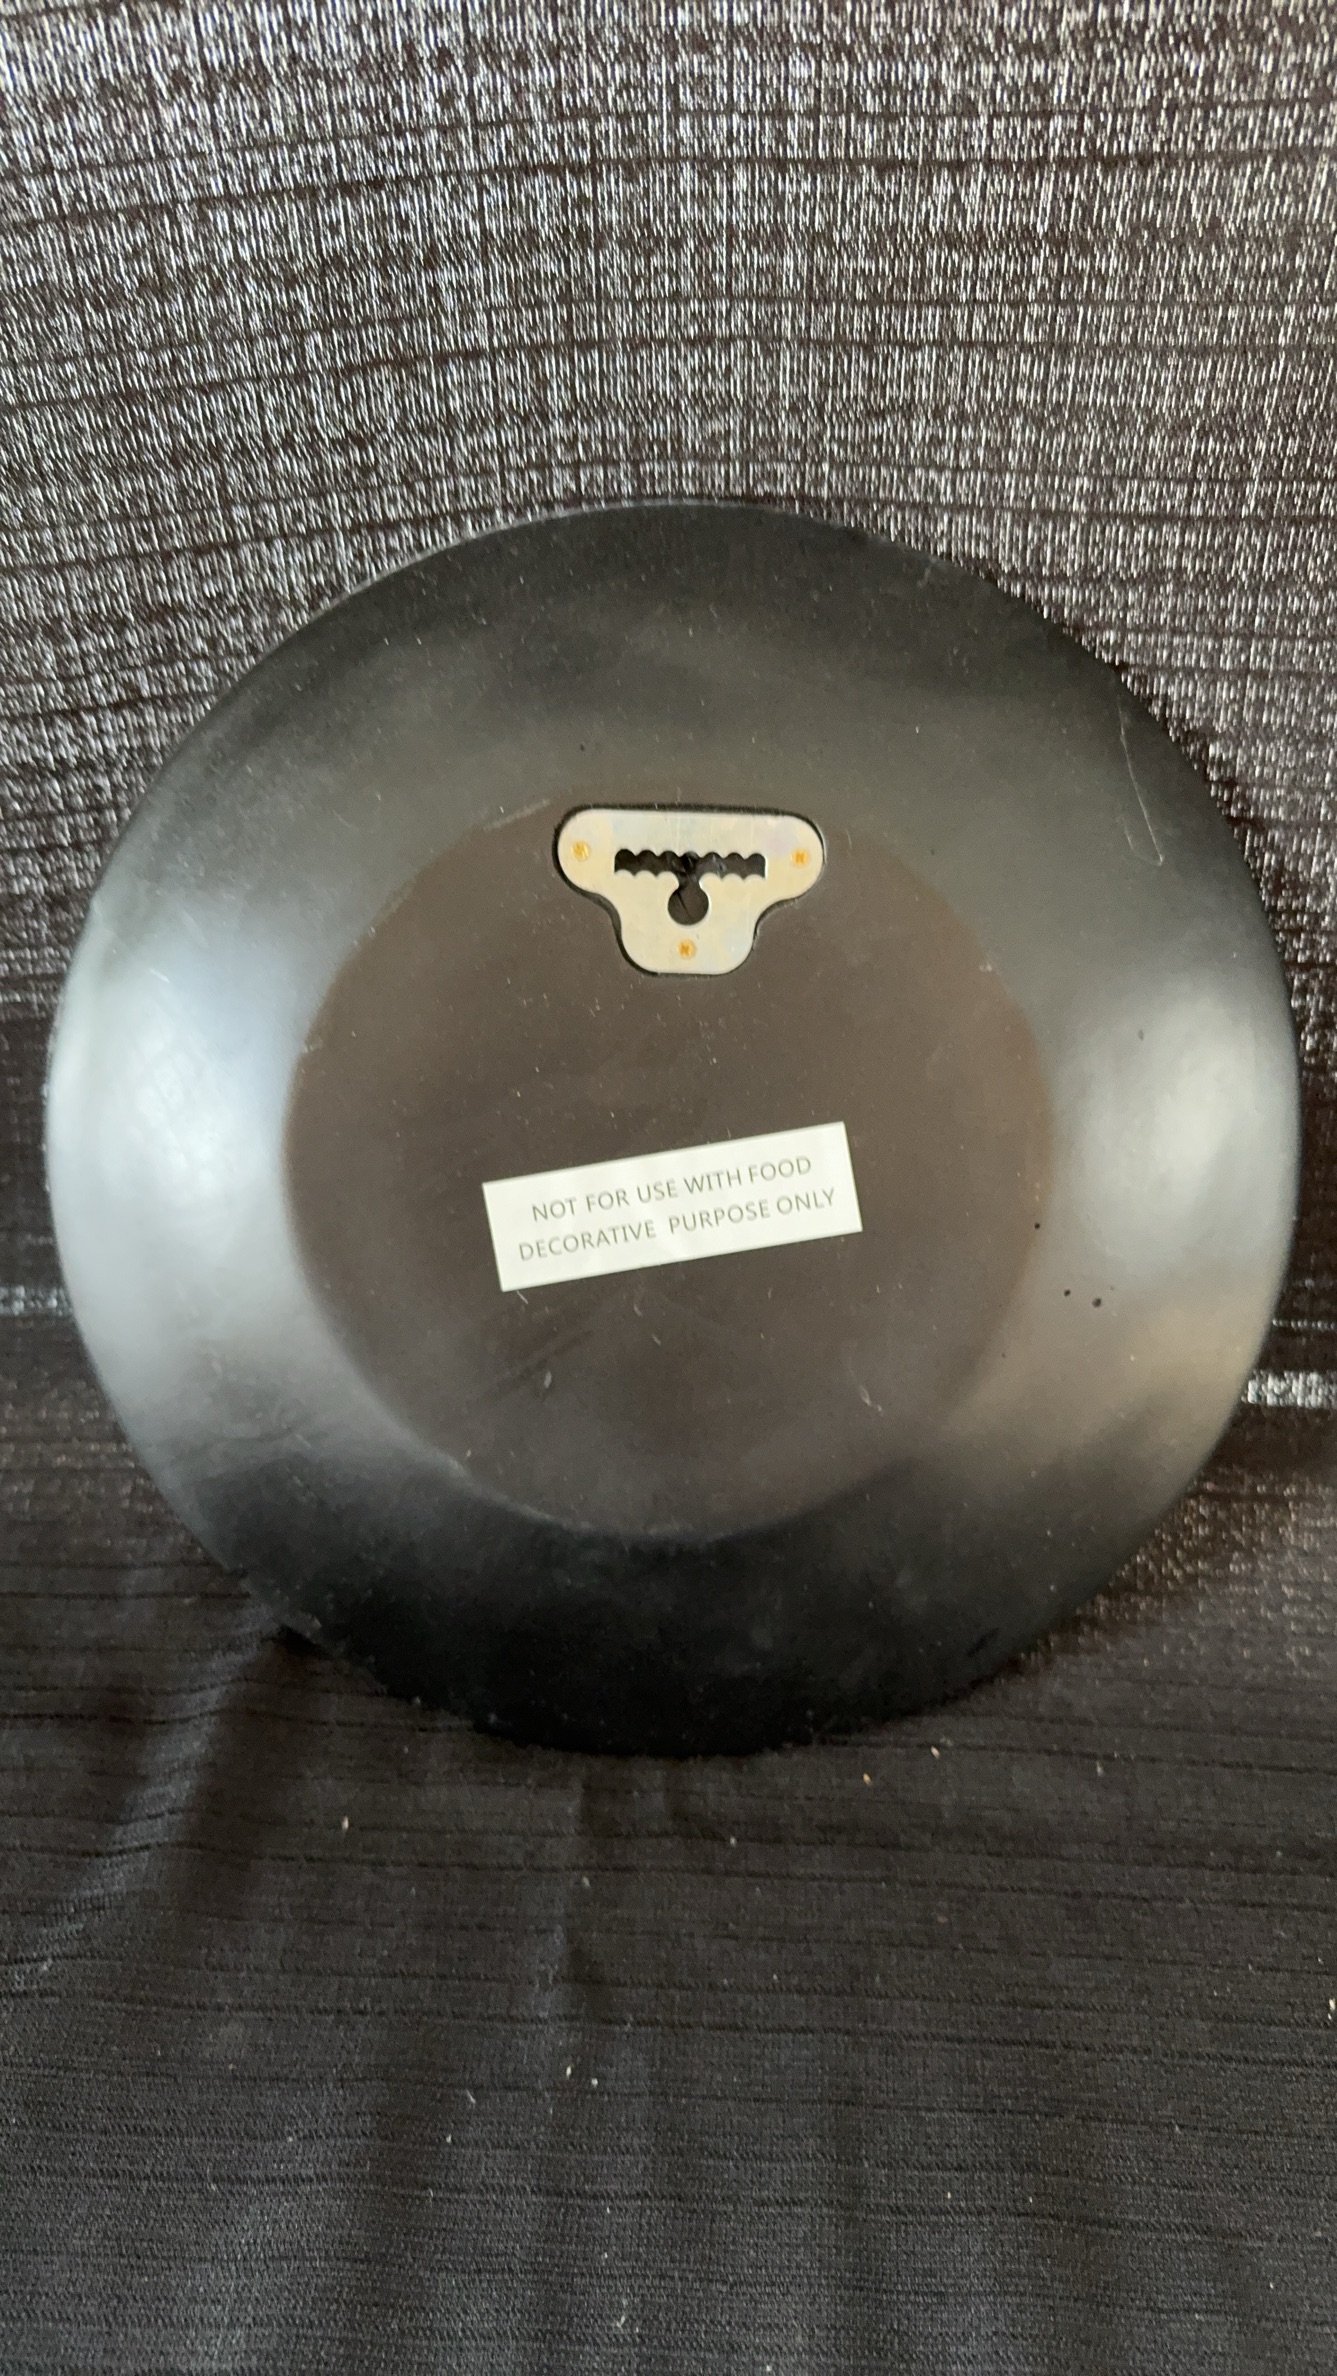 NOT FOR USE WITH FOOD
DECORATIVE PURPOSE ONLY